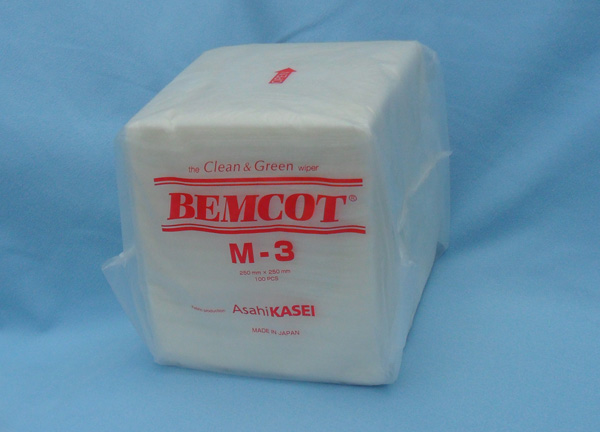 the Clean & Green wiper
BEMCOT®
M-3
250 mm × 250 mm
100 PCS
AsahiKASEI
MADE IN JAPAN